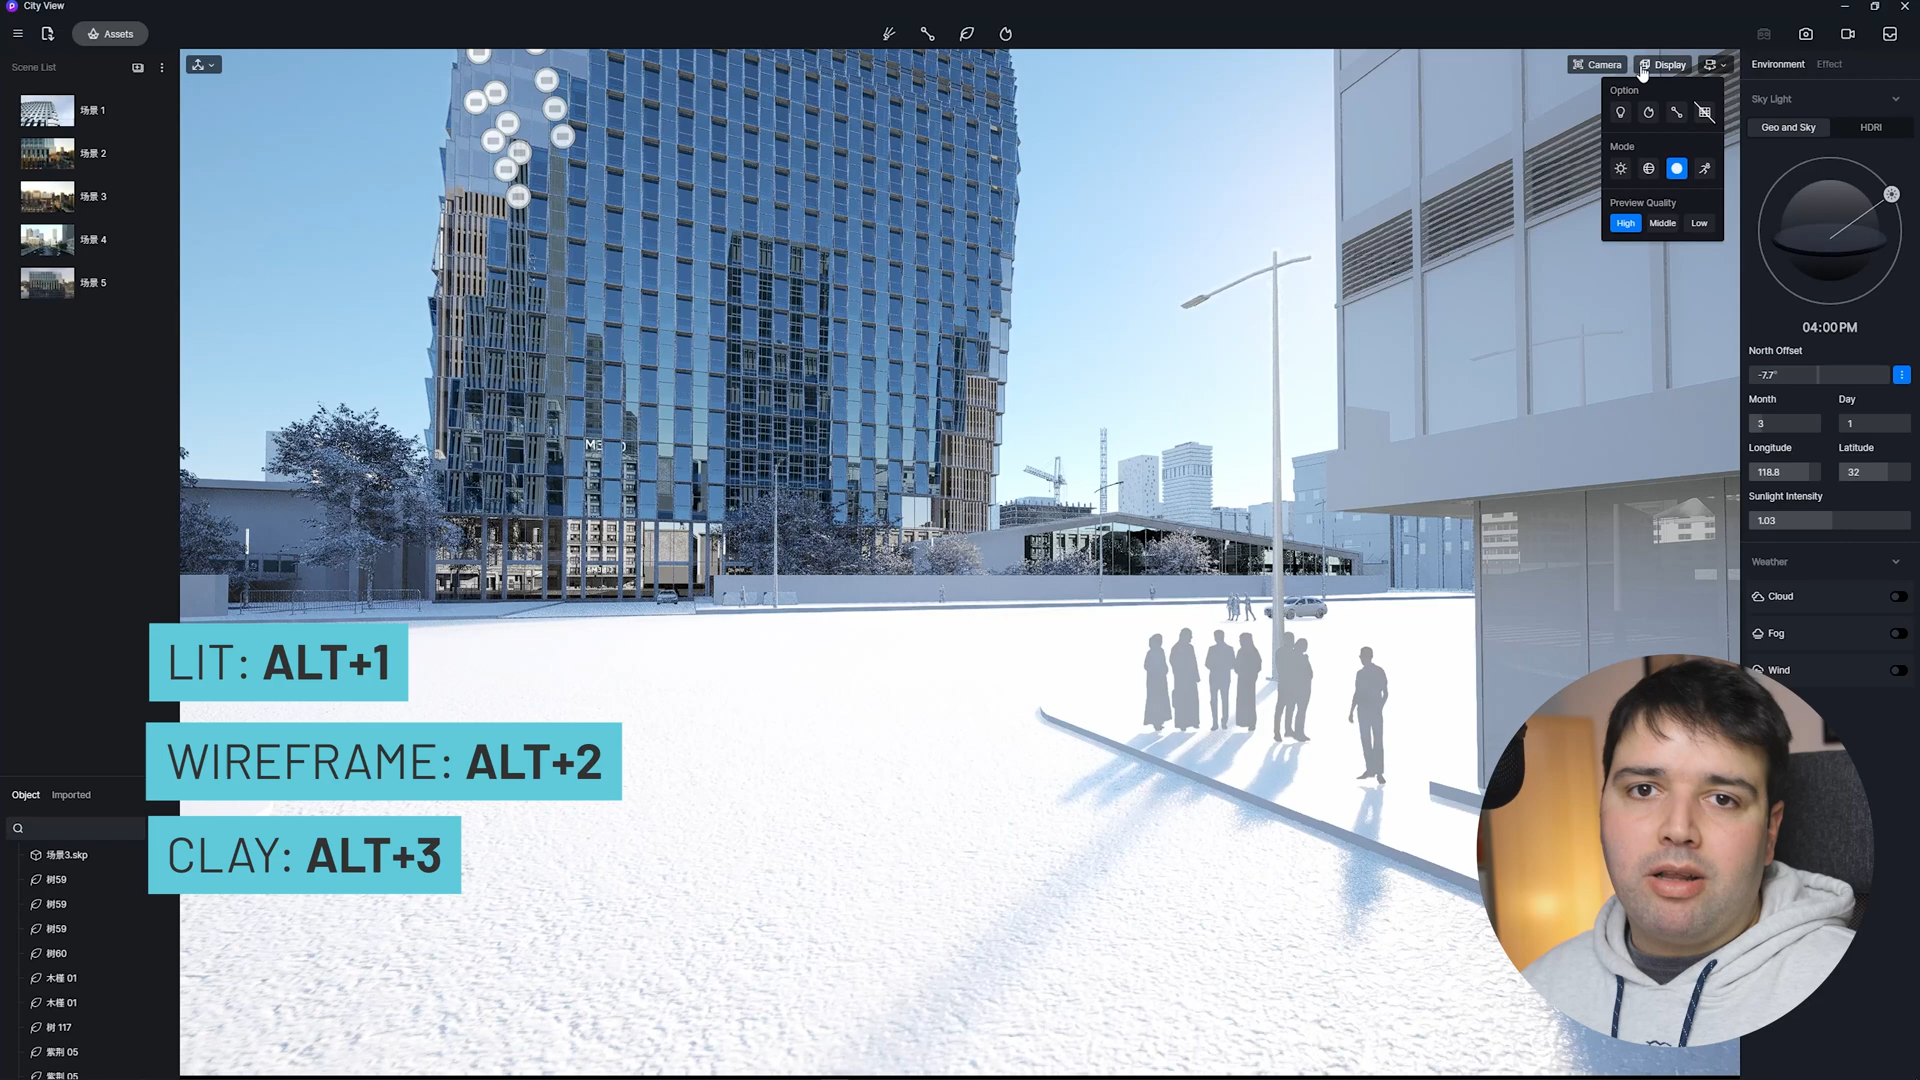 City View
Assets
Scene List
场景 1
场景 2
场景 3
场景 4
场景 5
Camera
Display
Option
Mode
Preview Quality
High
Middle
Low
Environment
Effect
Sky Light
Geo and Sky
HDRI
04:00PM
North Offset
-7.7°
Month
Day
3
1
Longitude
Latitude
118.8
32
Sunlight Intensity
1.03
Weather
Cloud
Fog
Wind
LIT: ALT+1
WIREFRAME: ALT+2
CLAY: ALT+3
Object
Imported
场景3.skp
树59
树59
树59
树60
木槿 01
木槿 01
树 117
紫荆 05
紫荆 05